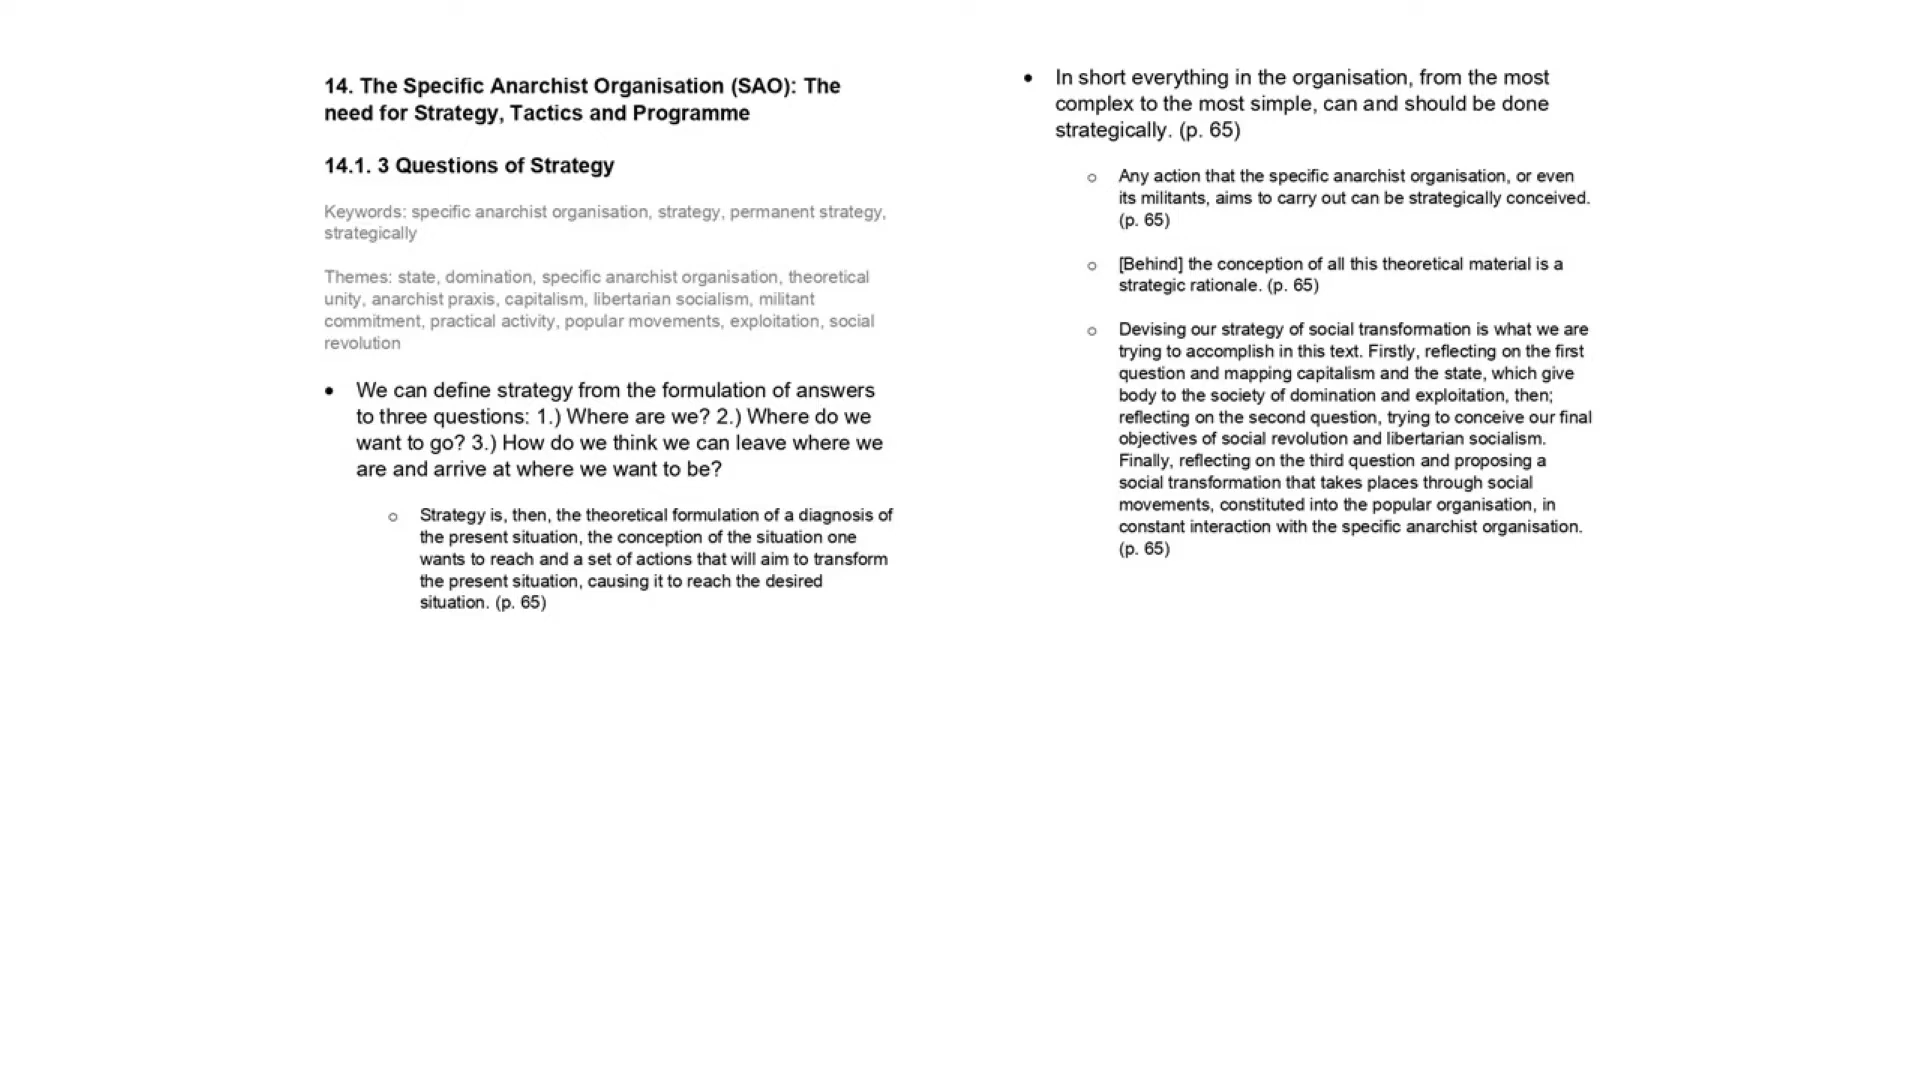 14. The Specific Anarchist Organisation (SAO): The
need for Strategy, Tactics and Programme
14.1. 3 Questions of Strategy
Keywords: specific anarchist organisation, strategy, permanent strategy,
strategically
Themes: state, domination, specific anarchist organisation, theoretical
unity, anarchist praxis, capitalism, libertarian socialism, militant
commitment, practical activity, popular movements, exploitation, social
revolution
• We can define strategy from the formulation of answers
to three questions: 1.) Where are we? 2.) Where do we
want to go? 3.) How do we think we can leave where we
are and arrive at where we want to be?
o Strategy is, then, the theoretical formulation of a diagnosis of
the present situation, the conception of the situation one
wants to reach and a set of actions that will aim to transform
the present situation, causing it to reach the desired
situation. (p. 65)
• In short everything in the organisation, from the most
complex to the most simple, can and should be done
strategically. (p. 65)
o Any action that the specific anarchist organisation, or even
its militants, aims to carry out can be strategically conceived.
(p. 65)
o [Behind] the conception of all this theoretical material is a
strategic rationale. (p. 65)
o Devising our strategy of social transformation is what we are
trying to accomplish in this text. Firstly, reflecting on the first
question and mapping capitalism and the state, which give
body to the society of domination and exploitation, then;
reflecting on the second question, trying to conceive our final
objectives of social revolution and libertarian socialism.
Finally, reflecting on the third question and proposing a
social transformation that takes places through social
movements, constituted into the popular organisation, in
constant interaction with the specific anarchist organisation.
(p. 65)